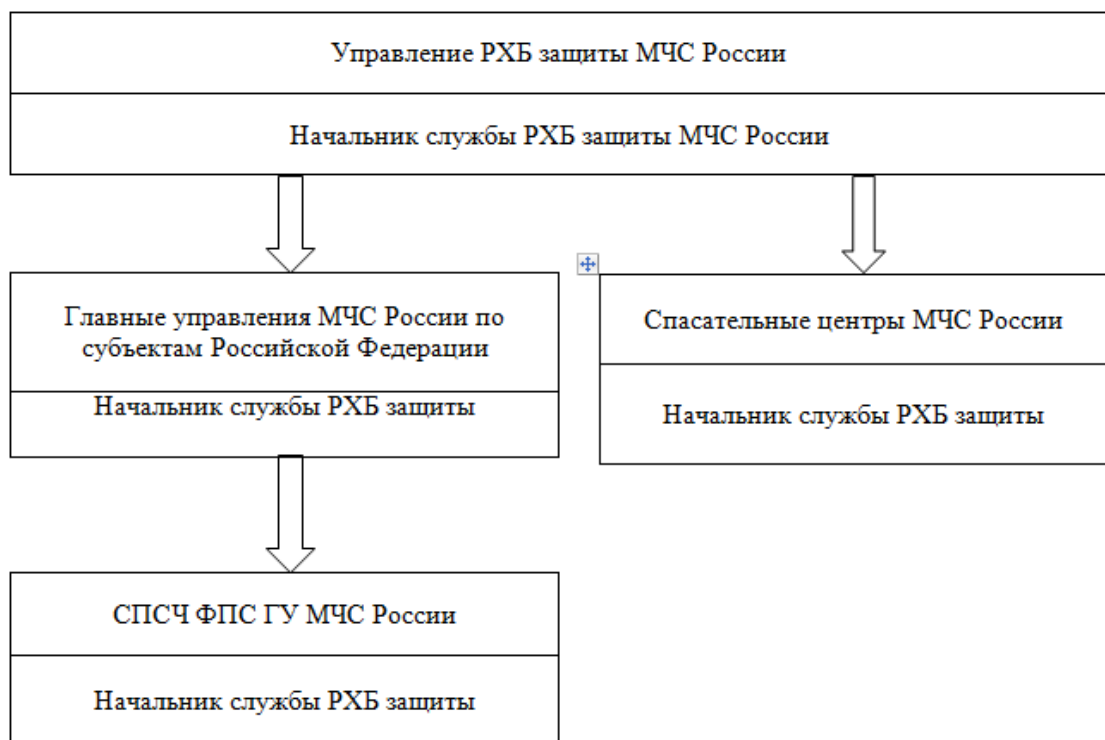 Управление РХБ защиты МЧС России
Начальник службы РХБ защиты МЧС России
Главные управления МЧС России по
субъектам Российской Федерации
Начальник службы РХБ защиты
Спасательные центры МЧС России
Начальник службы РХБ защиты
СПСЧ ФПС ГУ МЧС России
Начальник службы РХБ защиты